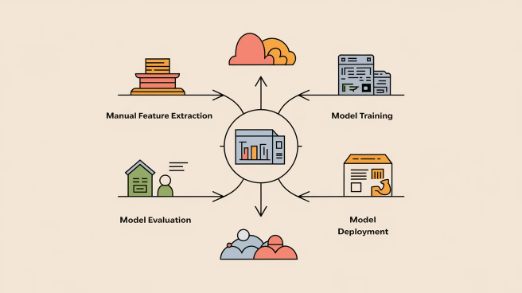 Manual Feature Extraction
Model Training
Model Evaluation
Model
Deployment